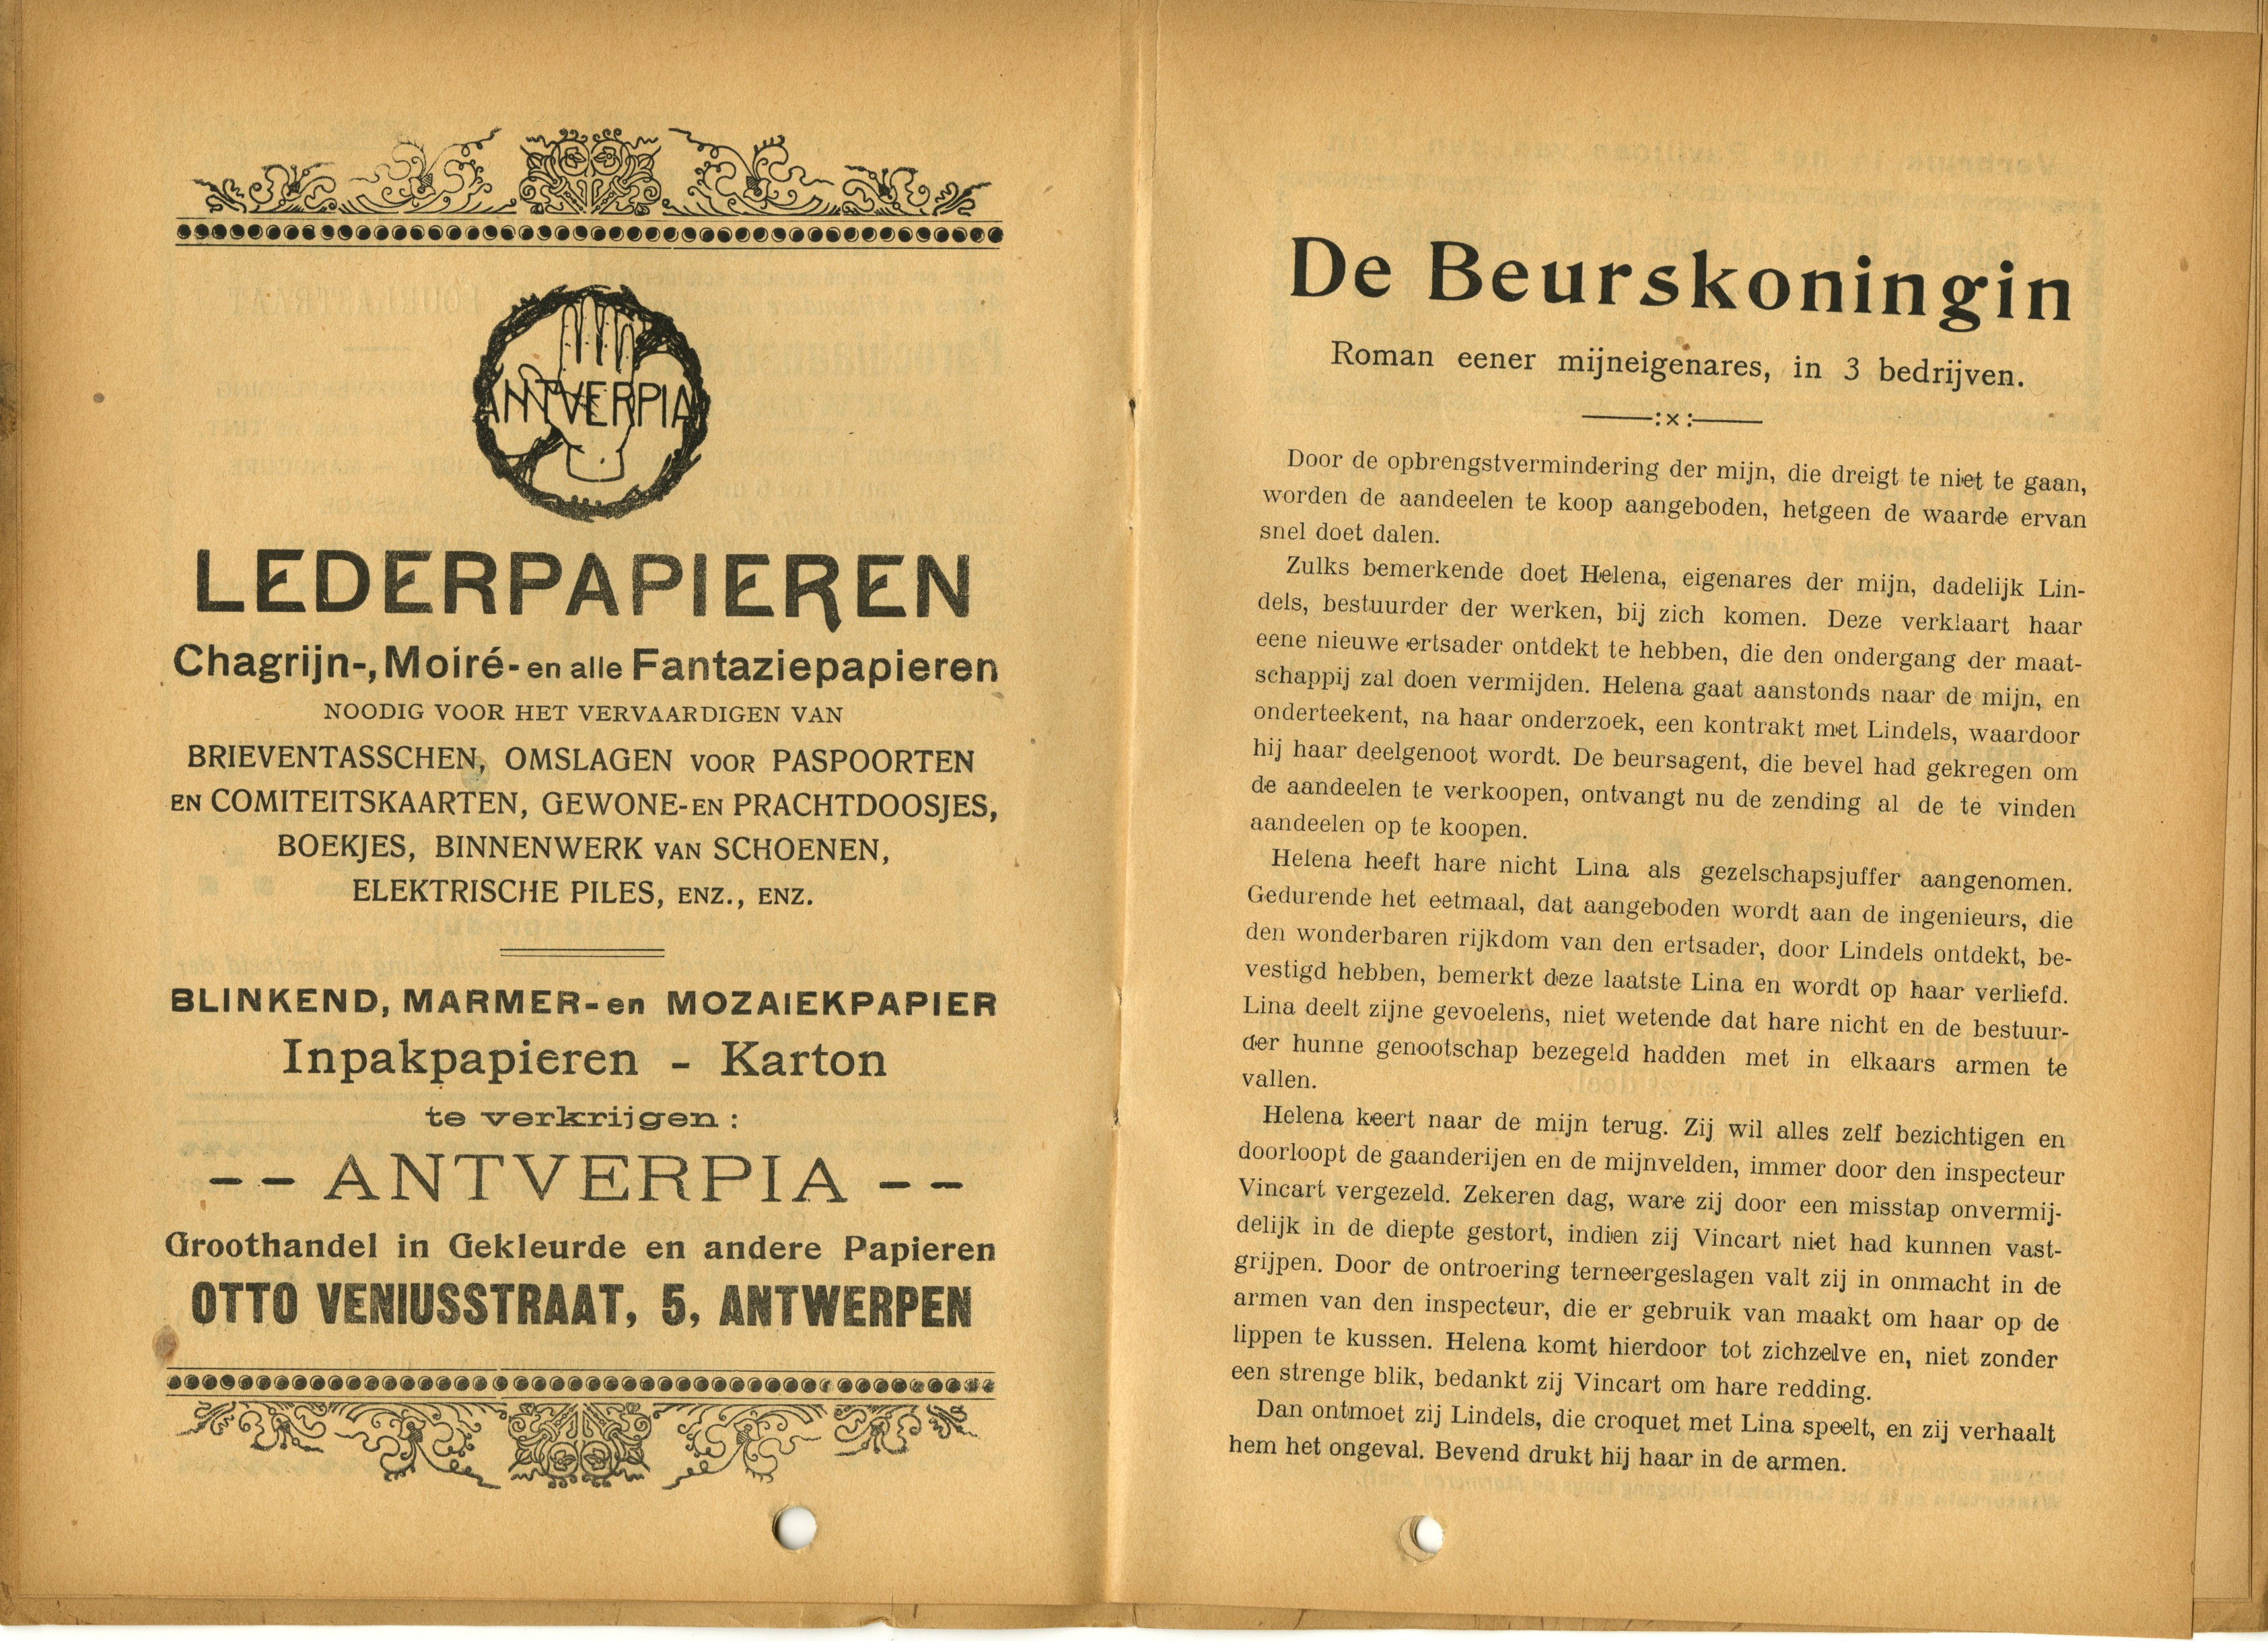 ANTVERPIA
LEDERPAPIEREN
Chagrijn-, Moiré- en alle Fantaziepapieren
NOODIG VOOR HET VERVAARDIGEN VAN
BRIEVENTASSCHEN, OMSLAGEN VOOR PASPOORTEN
EN COMITEITSKAARTEN, GEWONE- EN PRACHTDOOSJES,
BOEKJES, BINNENWERK VAN SCHOENEN,
ELEKTRISCHE PILES, ENZ., ENZ.
BLINKEND, MARMER- en MOZAIEKPAPIER
Inpakpapieren - Karton
te verkrijgen :
-- ANTVERPIA --
Groothandel in Gekleurde en andere Papieren
OTTO VENIUSSTRAAT, 5, ANTWERPEN
De Beurskoningin
Roman eener mijneigenares, in 3 bedrijven.
——:×:——
Door de opbrengstvermindering der mijn, die dreigt te niet te gaan,
worden de aandeelen te koop aangeboden, hetgeen de waarde ervan
snel doet dalen.
Zulks bemerkende doet Helena, eigenares der mijn, dadelijk Lin-
dels, bestuurder der werken, bij zich komen. Deze verklaart haar
eene nieuwe ertsader ontdekt te hebben, die den ondergang der maat-
schappij zal doen vermijden. Helena gaat aanstonds naar de mijn, en
onderteekent, na haar onderzoek, een kontrakt met Lindels, waardoor
hij haar deelgenoot wordt. De beursagent, die bevel had gekregen om
de aandeelen te verkoopen, ontvangt nu de zending al de te vinden
aandeelen op te koopen.
Helena heeft hare nicht Lina als gezelschapsjuffer aangenomen.
Gedurende het eetmaal, dat aangeboden wordt aan de ingenieurs, die
den wonderbaren rijkdom van den ertsader, door Lindels ontdekt, be-
vestigd hebben, bemerkt deze laatste Lina en wordt op haar verliefd.
Lina deelt zijne gevoelens, niet wetende dat hare nicht en de bestuur-
der hunne genootschap bezegeld hadden met in elkaars armen te
vallen.
Helena keert naar de mijn terug. Zij wil alles zelf bezichtigen en
doorloopt de gaanderijen en de mijnvelden, immer door den inspecteur
Vincart vergezeld. Zekeren dag, ware zij door een misstap onvermij-
delijk in de diepte gestort, indien zij Vincart niet had kunnen vast-
grijpen. Door de ontroering terneergeslagen valt zij in onmacht in de
armen van den inspecteur, die er gebruik van maakt om haar op de
lippen te kussen. Helena komt hierdoor tot zichzelve en, niet zonder
een strenge blik, bedankt zij Vincart om hare redding.
Dan ontmoet zij Lindels, die croquet met Lina speelt, en zij verhaalt
hem het ongeval. Bevend drukt hij haar in de armen.